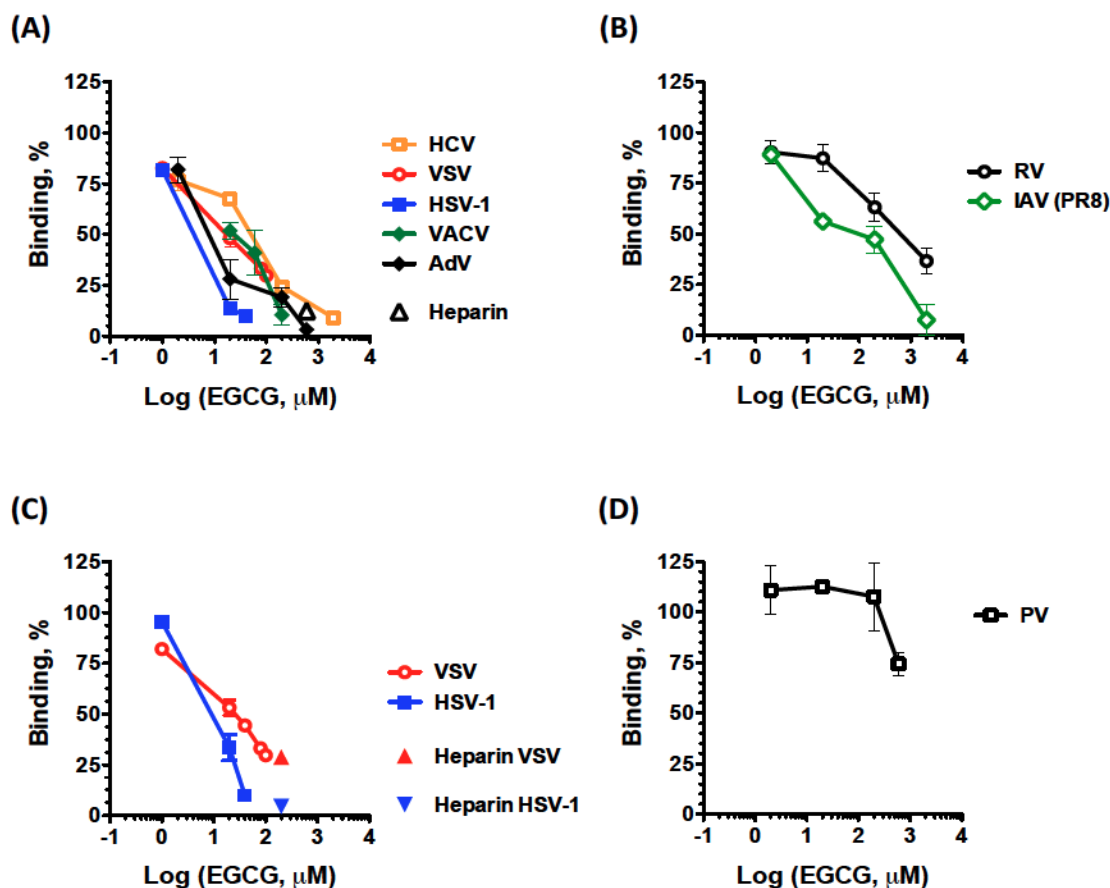 (A)
125
100
75
50
25
0
Binding, %
-1 0 1 2 3 4
Log (EGCG, μM)
HCV
VSV
HSV-1
VACV
AdV
Heparin
(B)
125
100
75
50
25
0
Binding, %
-1 0 1 2 3 4
Log (EGCG, μM)
RV
IAV (PR8)
(C)
125
100
75
50
25
0
Binding, %
-1 0 1 2 3 4
Log (EGCG, μM)
VSV
HSV-1
Heparin VSV
Heparin HSV-1
(D)
125
100
75
50
25
0
Binding, %
-1 0 1 2 3 4
Log (EGCG, μM)
PV